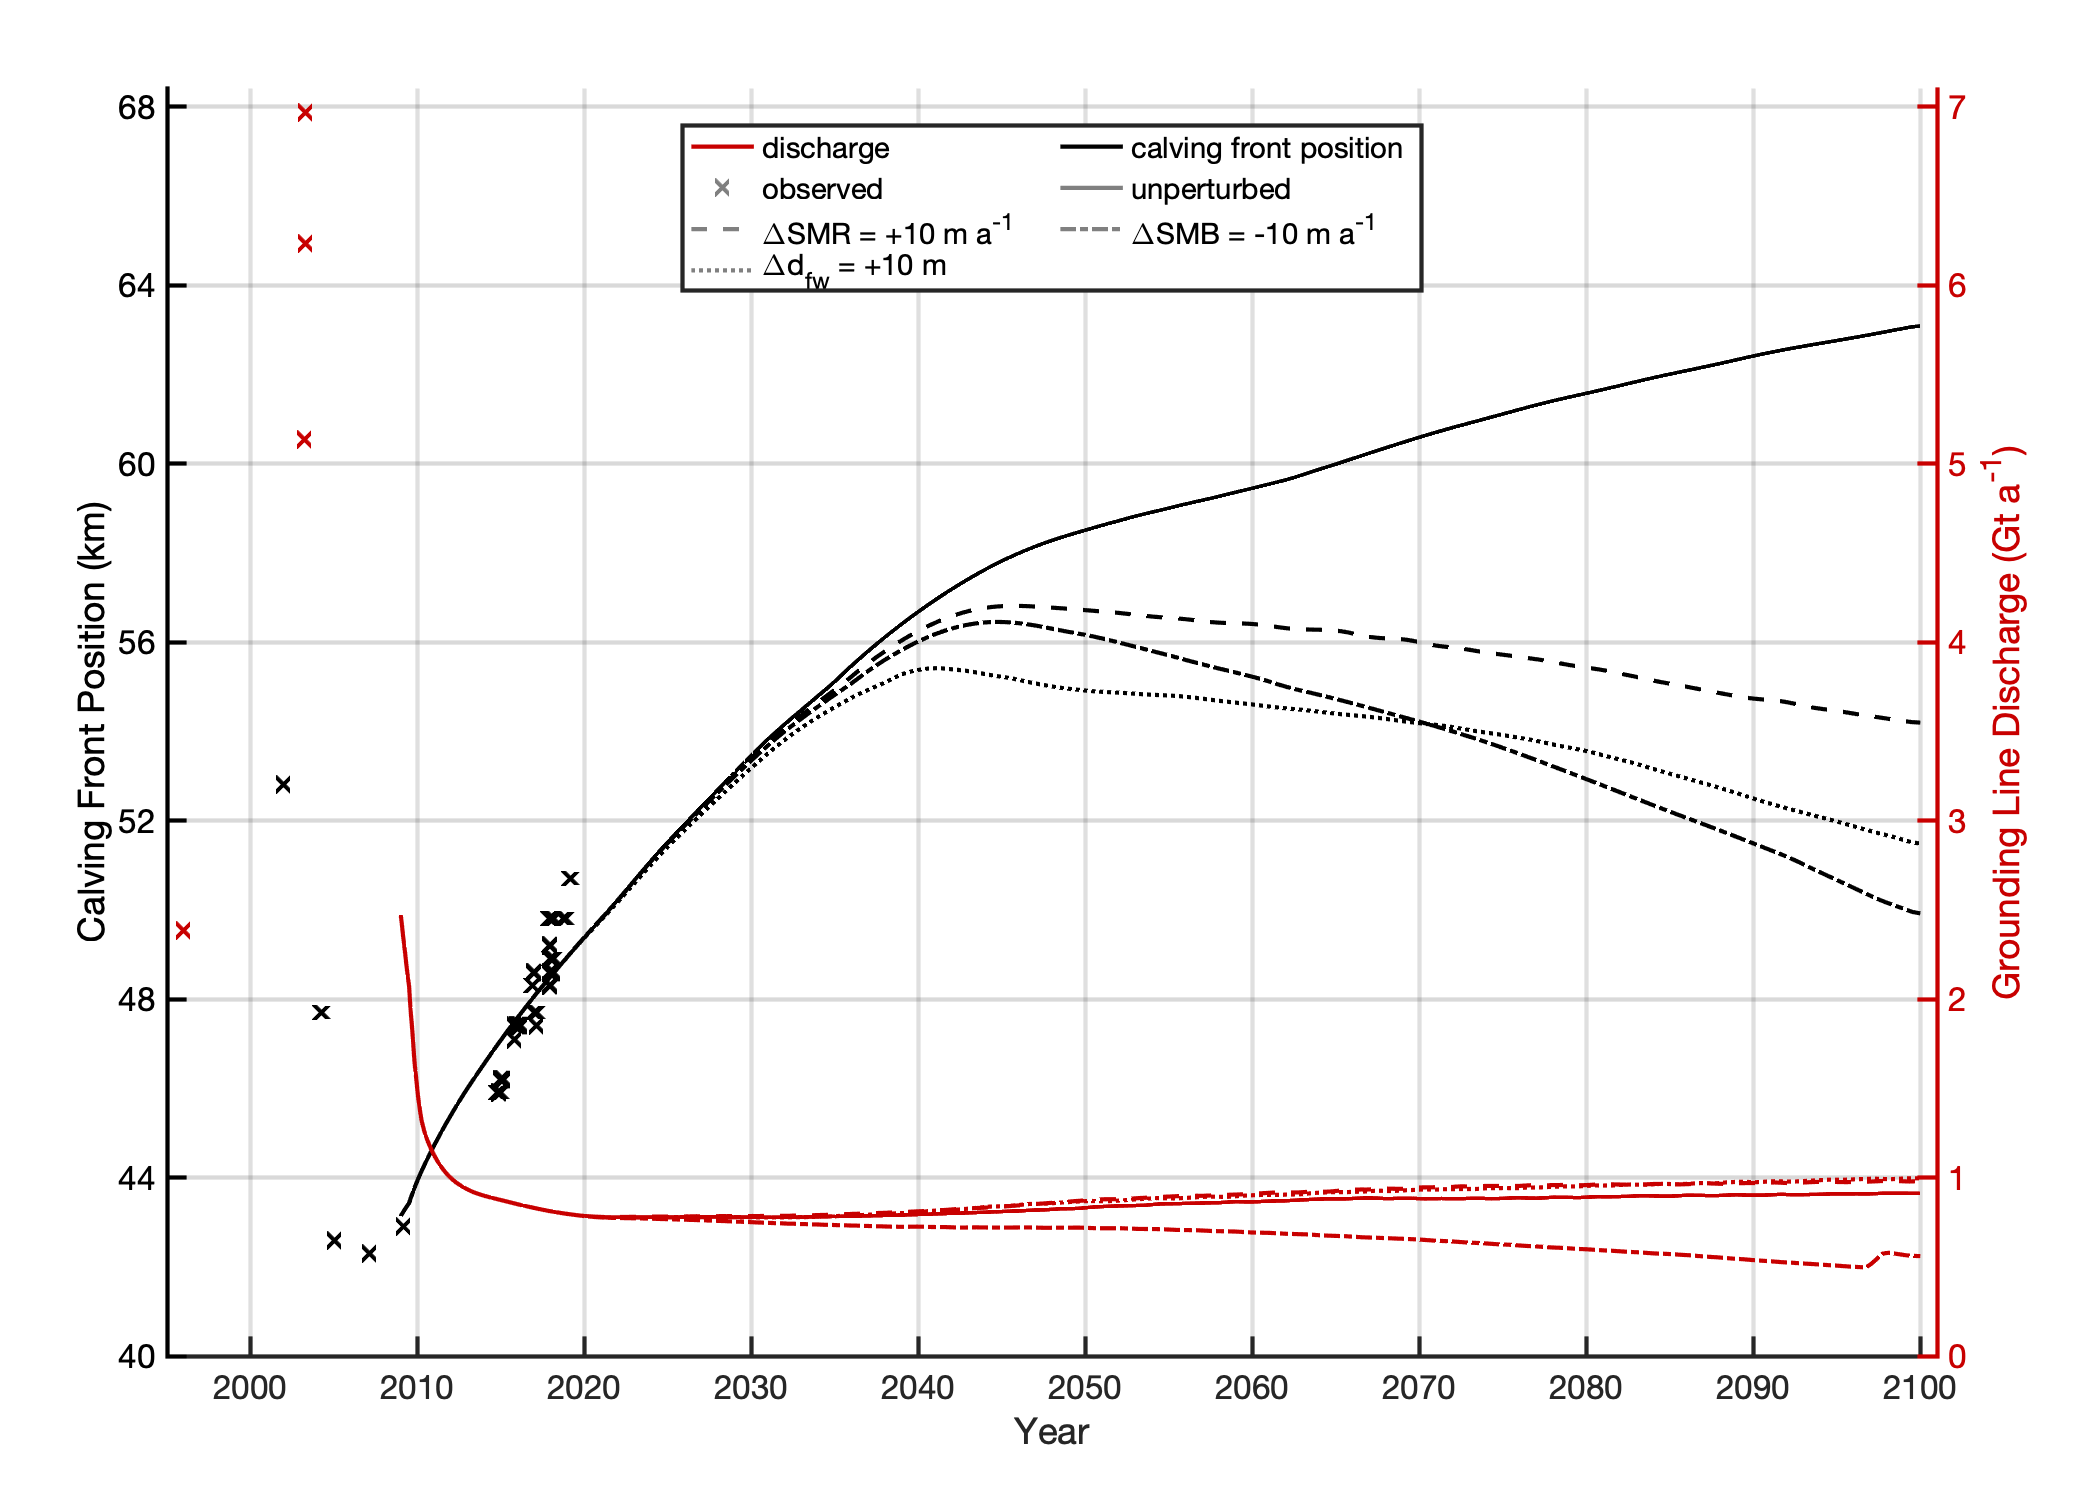 68
64
60
56
52
48
44
40
Calving Front Position (km)
discharge
calving front position
observed
unperturbed
ΔSMR = +10 m a⁻¹
ΔSMB = -10 m a⁻¹
Δd_fw = +10 m
7
6
5
4
3
2
1
0
Grounding Line Discharge (Gt a⁻¹)
2000 2010 2020 2030 2040 2050 2060 2070 2080 2090 2100
Year